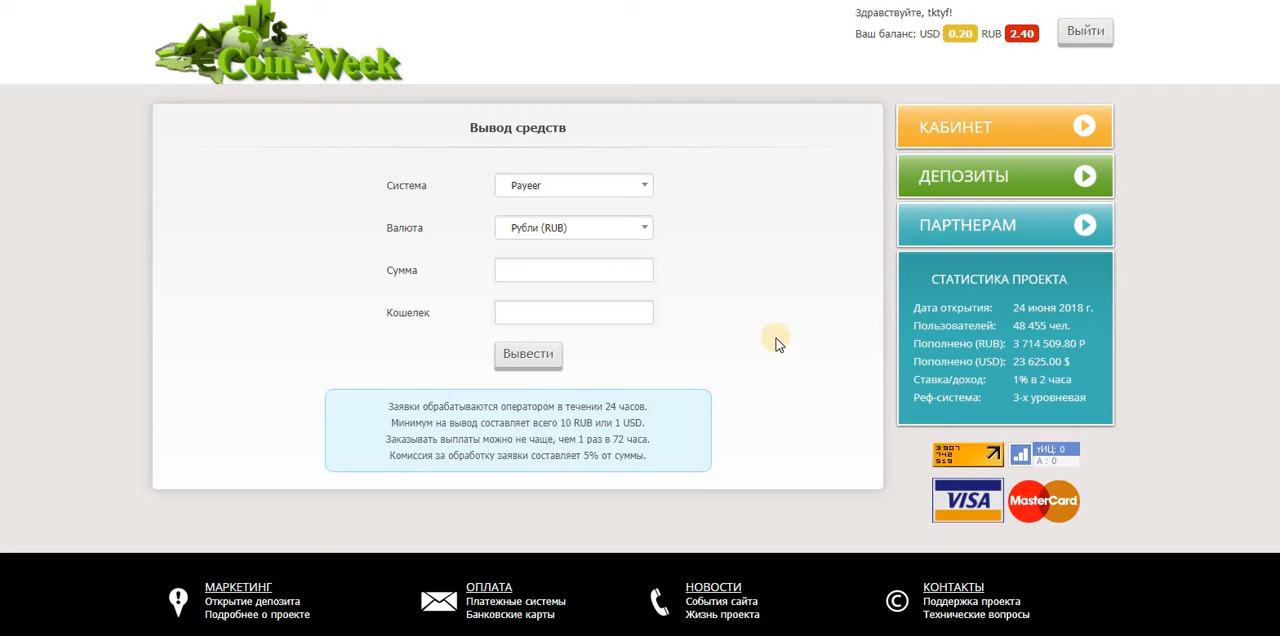 Coin-Week
Здравствуйте, tktyf!
Ваш баланс: USD 0.20 RUB 2.40
Выйти
Вывод средств
Система
Payeer
Валюта
Рубли (RUB)
Сумма
Кошелек
Вывести
Заявки обрабатываются оператором в течении 24 часов.
Минимум на вывод составляет всего 10 RUB или 1 USD.
Заказывать выплаты можно не чаще, чем 1 раз в 72 часа.
Комиссия за обработку заявки составляет 5% от суммы.
КАБИНЕТ
ДЕПОЗИТЫ
ПАРТНЕРАМ
СТАТИСТИКА ПРОЕКТА
Дата открытия: 24 июня 2018 г.
Пользователей: 48 455 чел.
Пополнено (RUB): 3 714 509.80 Р
Пополнено (USD): 23 625.00 $
Ставка/доход: 1% в 2 часа
Реф-система: 3-х уровневая
3907
742
519
тИЦ: 0
А : 0
VISA
MasterCard
МАРКЕТИНГ
Открытие депозита
Подробнее о проекте
ОПЛАТА
Платежные системы
Банковские карты
НОВОСТИ
События сайта
Жизнь проекта
КОНТАКТЫ
Поддержка проекта
Технические вопросы